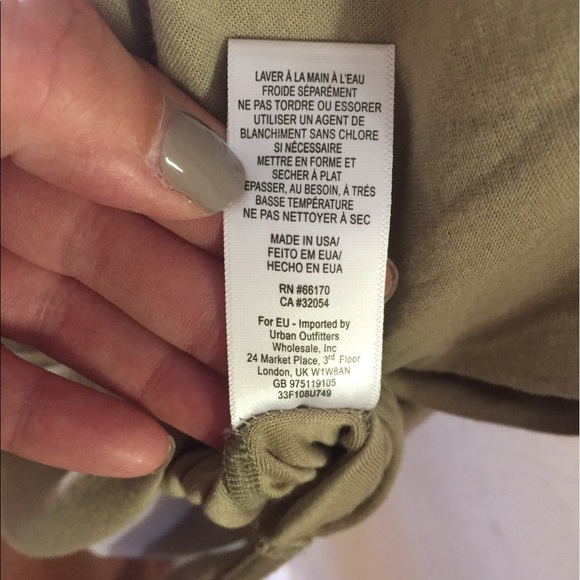 LAVER À LA MAIN À L'EAU
FROIDE SÉPARÉMENT
NE PAS TORDRE OU ESSORER
UTILISER UN AGENT DE
BLANCHIMENT SANS CHLORE
SI NÉCESSAIRE
METTRE EN FORME ET
SECHER À PLAT
EPASSER, AU BESOIN, À TRÉS
BASSE TEMPÉRATURE
NE PAS NETTOYER À SEC
MADE IN USA/
FEITO EM EUA/
HECHO EN EUA
RN #66170
CA #32054
For EU - Imported by
Urban Outfitters
Wholesale, Inc
24 Market Place, 3rd Floor
London, UK W1W8AN
GB 975119105
33F108U749